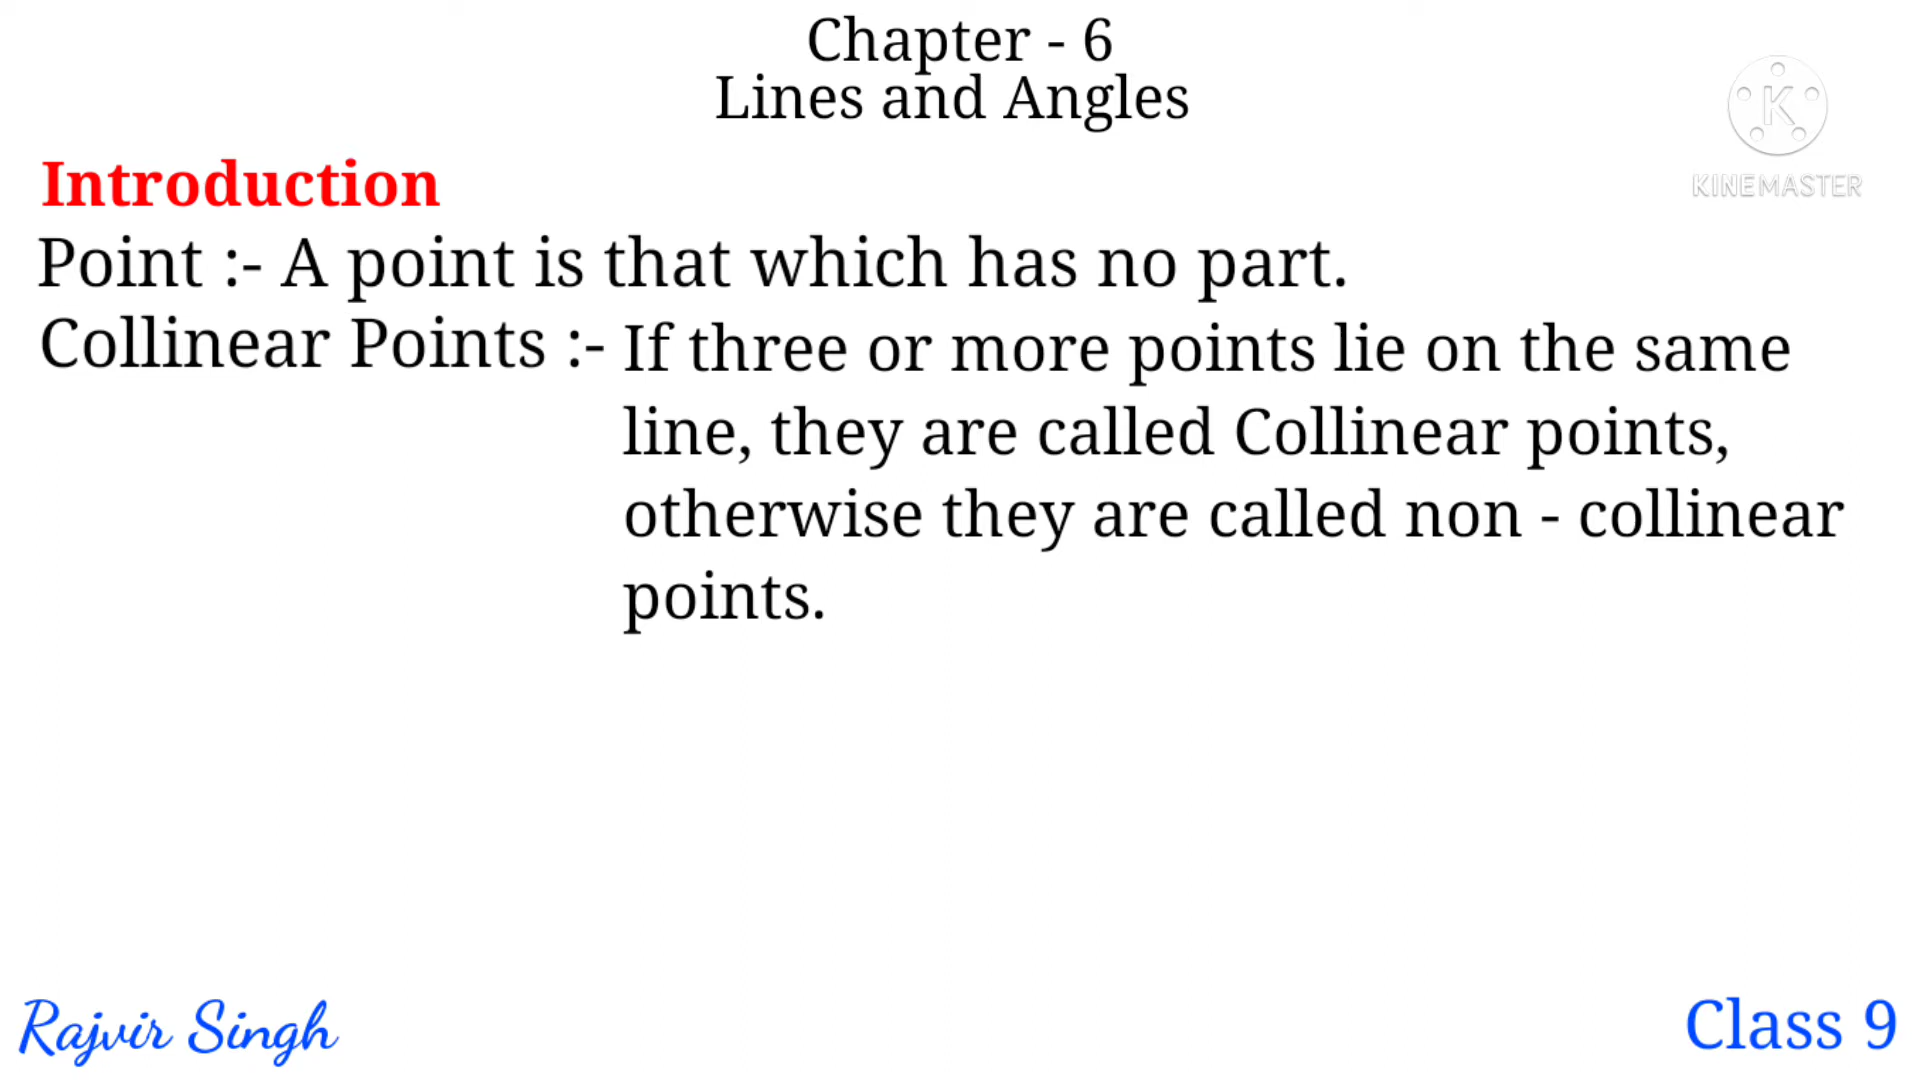 Chapter - 6
Lines and Angles
KINEMASTER
Introduction
Point :- A point is that which has no part.
Collinear Points :- If three or more points lie on the same
line, they are called Collinear points,
otherwise they are called non - collinear
points.
Rajvir Singh
Class 9